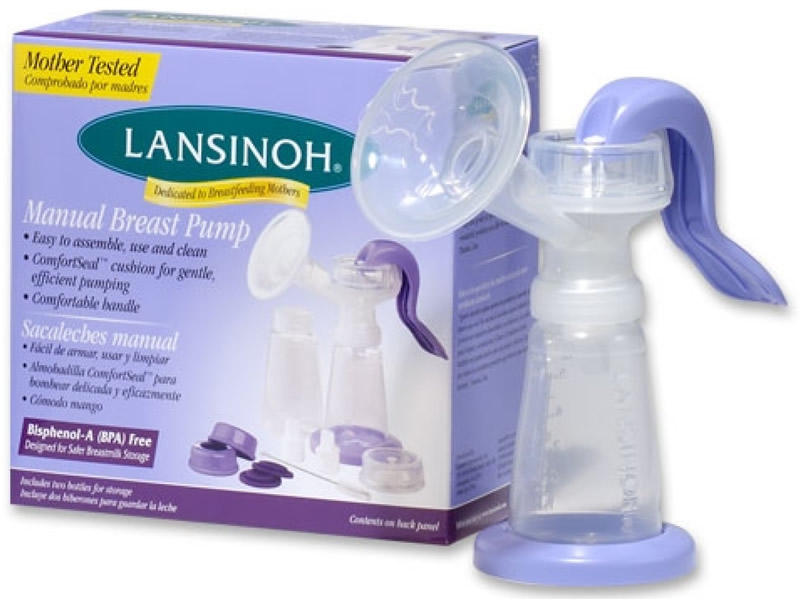 Mother Tested
Comprobado por madres
LANSINOH®
Dedicated to Breastfeeding Mothers
Manual Breast Pump
• Easy to assemble, use and clean
• ComfortSeal™ cushion for gentle,
efficient pumping
• Comfortable handle
Sacaleches manual
• Fácil de armar, usar y limpiar
• Almohadilla ComfortSeal™ para
bombear delicada y eficazmente
• Cómodo mango
Bisphenol-A (BPA) Free
Designed for Safer Breastmilk Storage
Includes two bottles for storage
Incluye dos biberones para guardar la leche
Contents on back panel